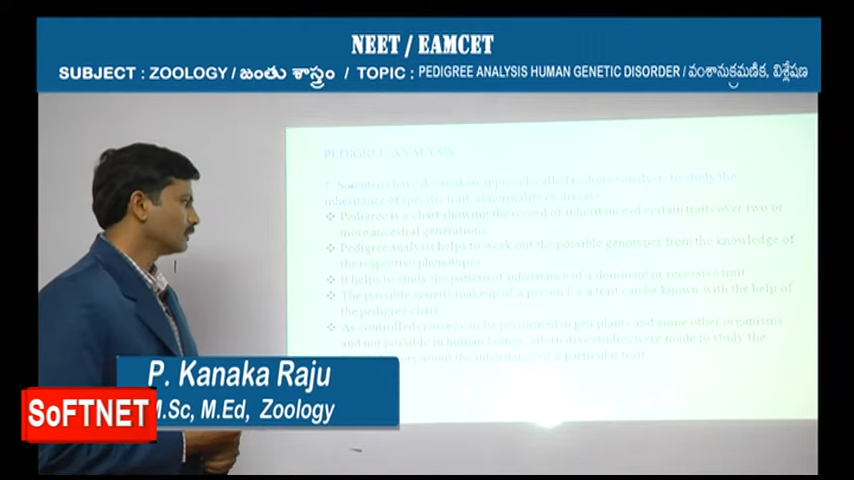 NEET / EAMCET
SUBJECT : ZOOLOGY / జంతు శాస్త్రం / TOPIC : PEDIGREE ANALYSIS HUMAN GENETIC DISORDER / వంశానుక్రమణిక, విశ్లేషణ
PEDIGREE ANALYSIS
* Scientists have devised an approach called pedigree analysis to study the
inheritance of specific trait, abnormality or disease.
❖ Pedigree is a chart showing the record of inheritance of certain traits over two or
more ancestral generations.
❖ Pedigree analysis helps to work out the possible genotypes from the knowledge of
the respective phenotypes.
❖ It helps to study the pattern of inheritance of a dominant or recessive trait.
❖ The possible genetic makeup of a person for a trait can be known with the help of
the pedigree chart.
❖ As controlled crosses can be performed in pea plants and some other organisms
and not possible in human beings, alternative studies were made to study the
about the inheritance of a particular trait.
P. Kanaka Raju
M.Sc, M.Ed, Zoology
SoFTNET